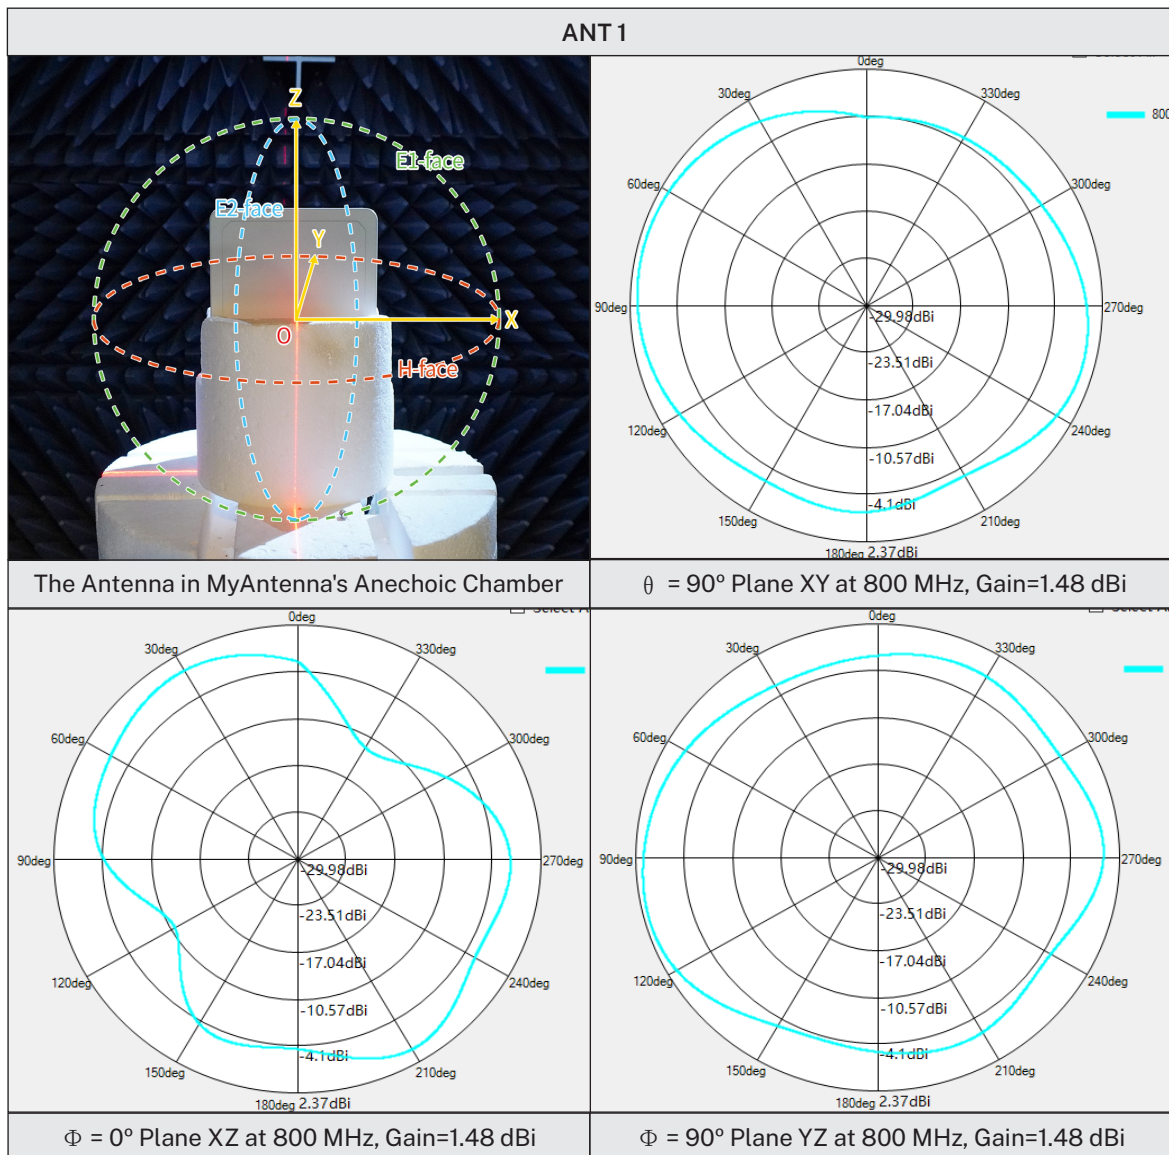 ANT 1
Z
E1-face
E2-face
Y
X
O
H-face
The Antenna in MyAntenna's Anechoic Chamber
0deg
30deg
330deg
800
60deg
300deg
90deg
270deg
-29.98dBi
-23.51dBi
-17.04dBi
120deg
240deg
-10.57dBi
-4.1dBi
150deg
210deg
180deg 2.37dBi
θ = 90º Plane XY at 800 MHz, Gain=1.48 dBi
0deg
30deg
330deg
60deg
300deg
90deg
270deg
-29.98dBi
-23.51dBi
-17.04dBi
120deg
240deg
-10.57dBi
-4.1dBi
150deg
210deg
180deg 2.37dBi
Φ = 0º Plane XZ at 800 MHz, Gain=1.48 dBi
0deg
30deg
330deg
60deg
300deg
90deg
270deg
-29.98dBi
-23.51dBi
-17.04dBi
120deg
240deg
-10.57dBi
-4.1dBi
150deg
210deg
180deg 2.37dBi
Φ = 90º Plane YZ at 800 MHz, Gain=1.48 dBi